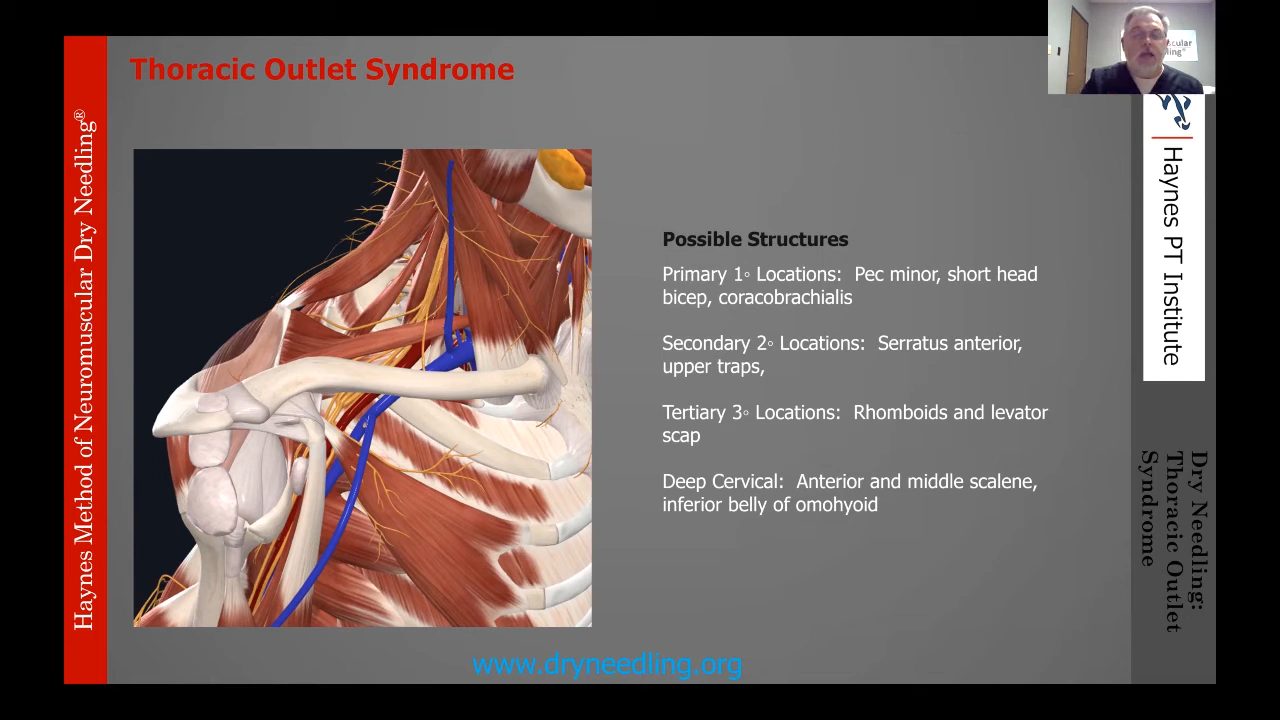 Thoracic Outlet Syndrome
Haynes Method of Neuromuscular Dry Needling®
Possible Structures
Primary 1◦ Locations:  Pec minor, short head
bicep, coracobrachialis
Secondary 2◦ Locations:  Serratus anterior,
upper traps,
Tertiary 3◦ Locations:  Rhomboids and levator
scap
Deep Cervical:  Anterior and middle scalene,
inferior belly of omohyoid
www.dryneedling.org
Haynes PT Institute
Dry Needling:
Thoracic Outlet
Syndrome